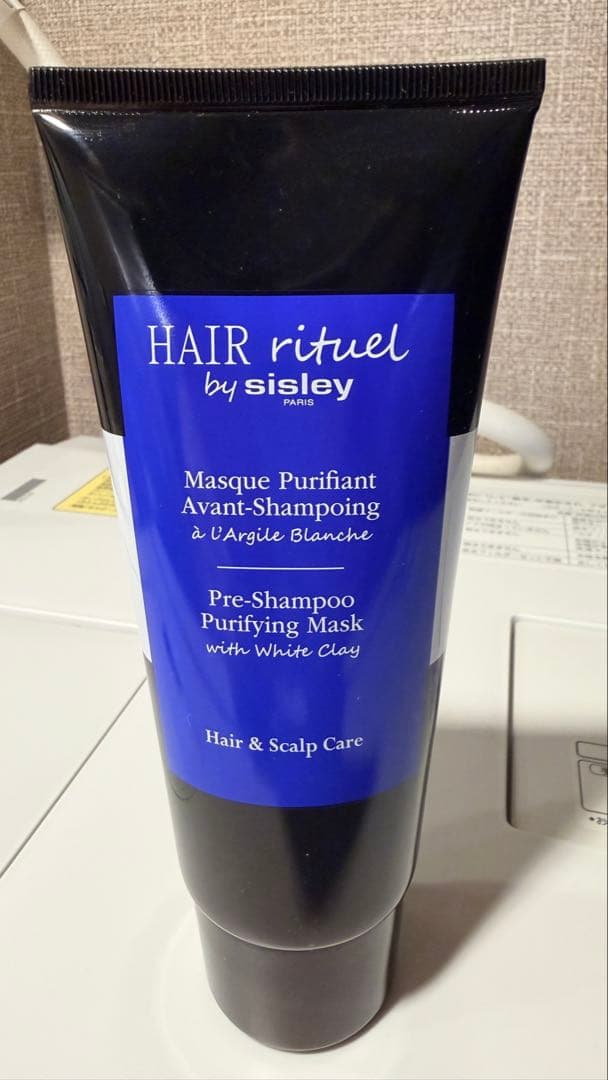 HAIR rituel
by sisley
PARIS
Masque Purifiant
Avant-Shampoing
à l'Argile Blanche
Pre-Shampoo
Purifying Mask
with White Clay
Hair & Scalp Care